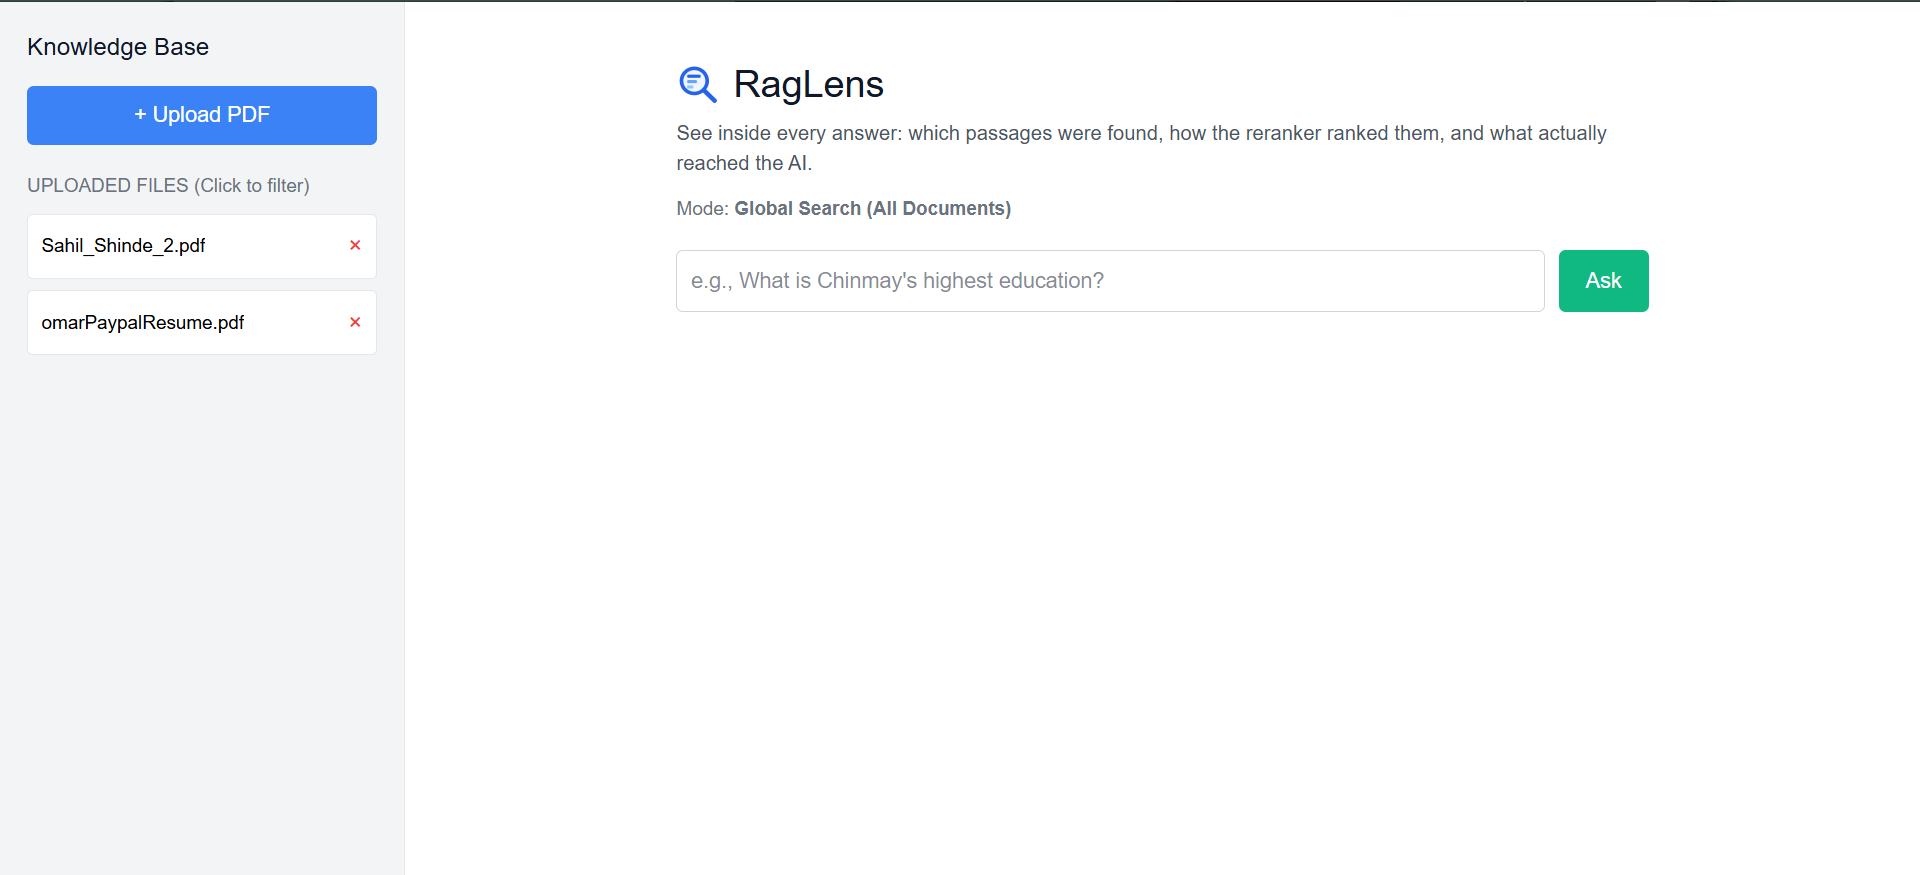 Knowledge Base
+ Upload PDF
UPLOADED FILES (Click to filter)
Sahil_Shinde_2.pdf ×
omarPaypalResume.pdf ×
RagLens
See inside every answer: which passages were found, how the reranker ranked them, and what actually
reached the AI.
Mode: Global Search (All Documents)
e.g., What is Chinmay's highest education?
Ask